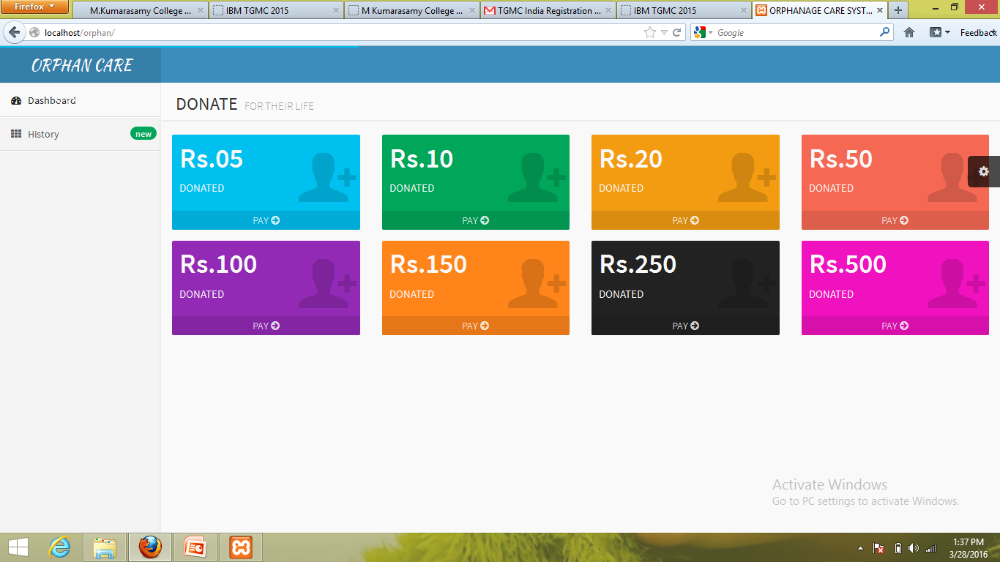 Firefox
M.Kumarasamy College ...
IBM TGMC 2015
M Kumarasamy College ...
TGMC India Registration ...
IBM TGMC 2015
ORPHANAGE CARE SYST...
localhost/orphan/
Google
Feedback
ORPHAN CARE
Dashboard
History
new
DONATE FOR THEIR LIFE
Rs.05
DONATED
PAY
Rs.10
DONATED
PAY
Rs.20
DONATED
PAY
Rs.50
DONATED
PAY
Rs.100
DONATED
PAY
Rs.150
DONATED
PAY
Rs.250
DONATED
PAY
Rs.500
DONATED
PAY
Activate Windows
Go to PC settings to activate Windows.
1:37 PM
3/28/2016